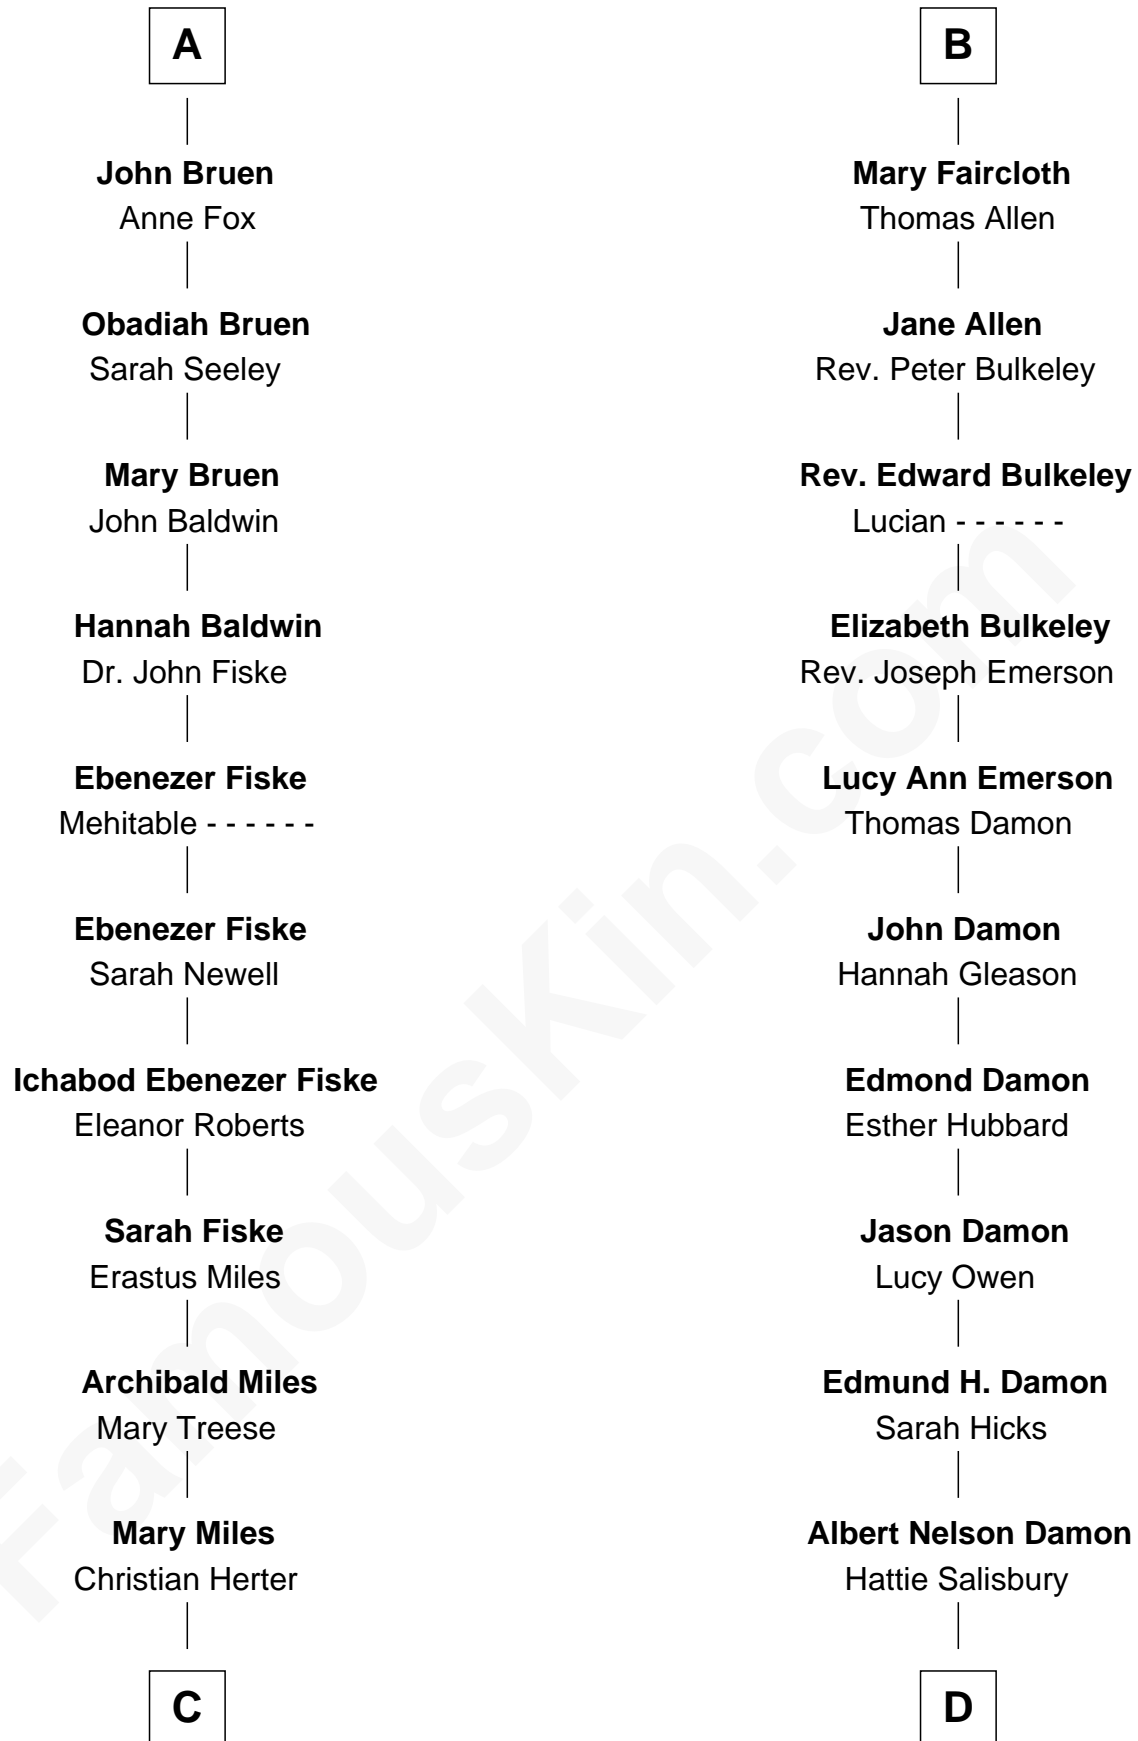 A
John Bruen
Anne Fox
Obadiah Bruen
Sarah Seeley
Mary Bruen
John Baldwin
Hannah Baldwin
Dr. John Fiske
Ebenezer Fiske
Mehitable - - - - - -
Ebenezer Fiske
Sarah Newell
Ichabod Ebenezer Fiske
Eleanor Roberts
Sarah Fiske
Erastus Miles
Archibald Miles
Mary Treese
Mary Miles
Christian Herter
C
B
Mary Faircloth
Thomas Allen
Jane Allen
Rev. Peter Bulkeley
Rev. Edward Bulkeley
Lucian - - - - - -
Elizabeth Bulkeley
Rev. Joseph Emerson
Lucy Ann Emerson
Thomas Damon
John Damon
Hannah Gleason
Edmond Damon
Esther Hubbard
Jason Damon
Lucy Owen
Edmund H. Damon
Sarah Hicks
Albert Nelson Damon
Hattie Salisbury
D
FamousKin.com